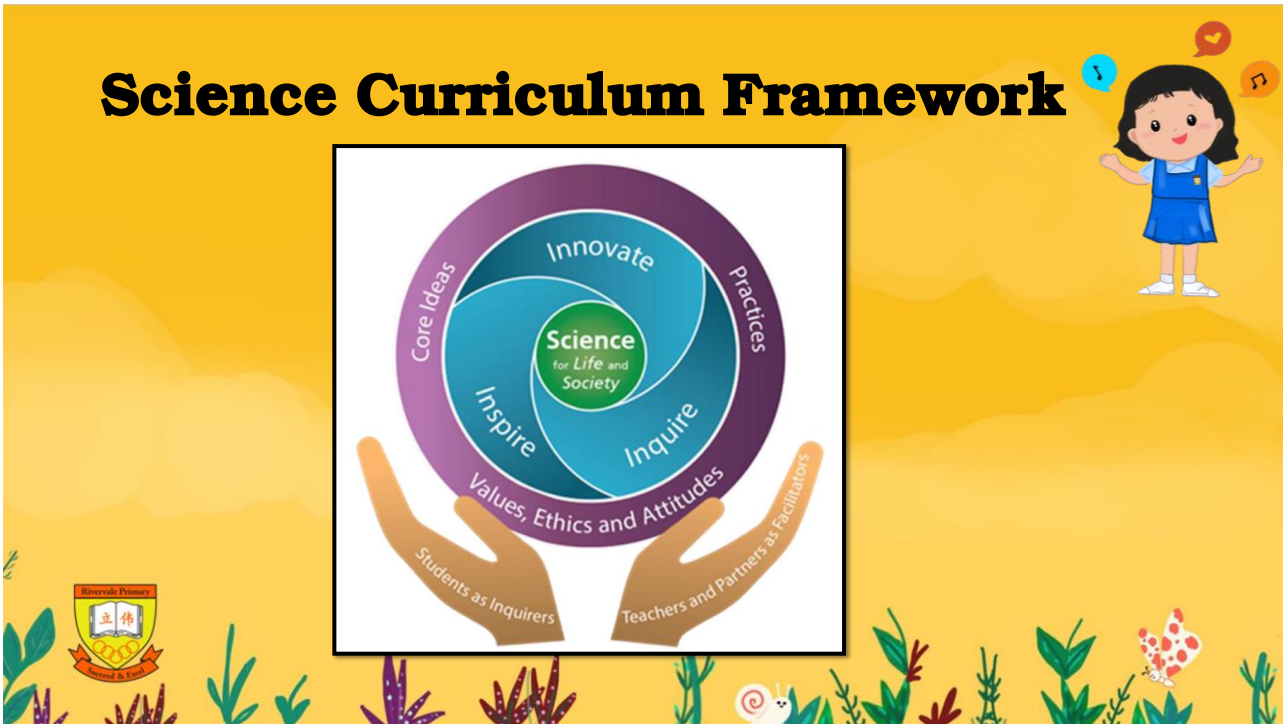 Science Curriculum Framework
Innovate
Core Ideas
Practices
Science
for Life and
Society
Inspire
Inquire
Values, Ethics and Attitudes
Students as Inquirers
Teachers and Partners as Facilitators
Rivervale Primary
立 伟
Succeed & Excel